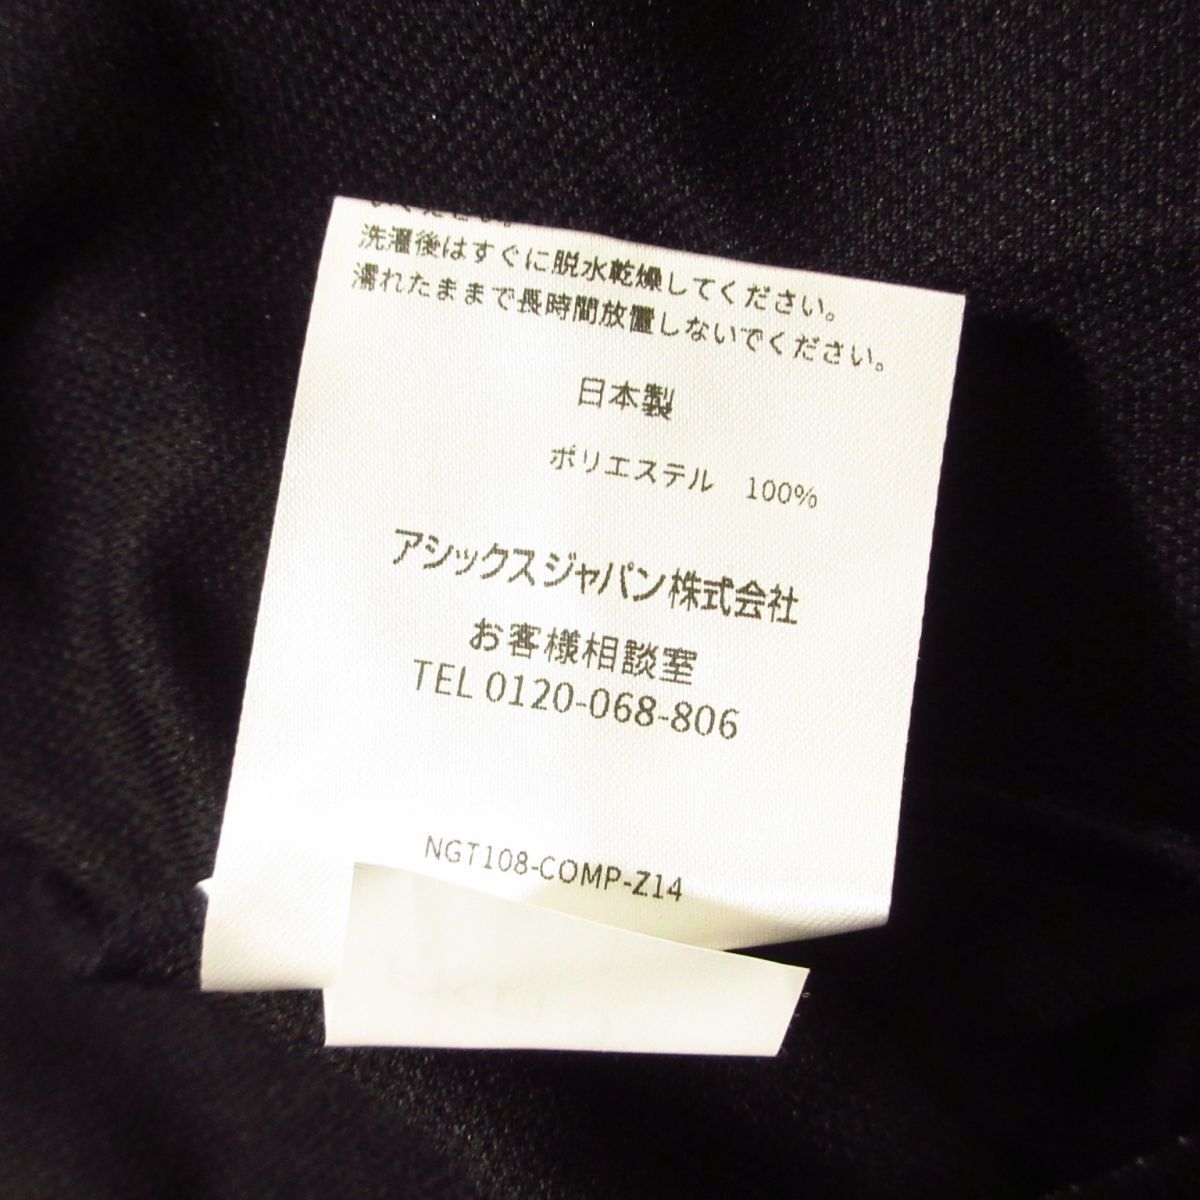 洗濯後はすぐに脱水乾燥してください。
濡れたままで長時間放置しないでください。
日本製
ポリエステル 100%
アシックスジャパン株式会社
お客様相談室
TEL 0120-068-806
NGT108-COMP-Z14